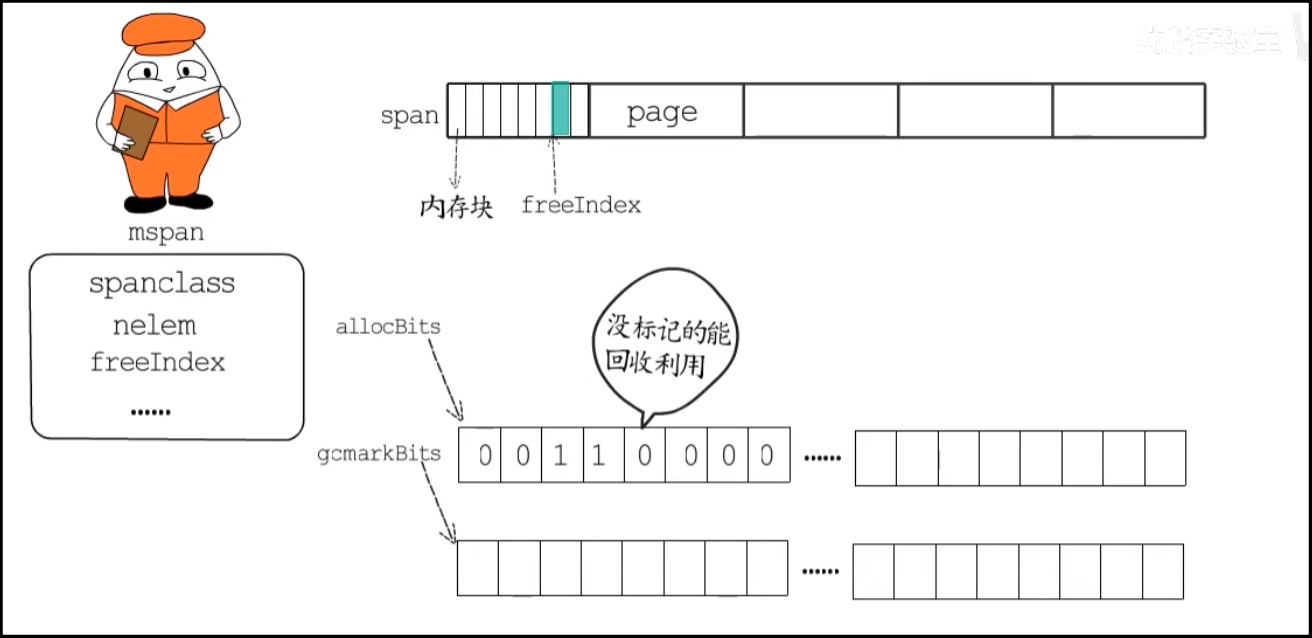 span
page
内存块
freeIndex
mspan
spanclass
nelem
freeIndex
……
allocBits
没标记的能
回收利用
gcmarkBits
0 0 1 1 0 0 0 0 ……
……